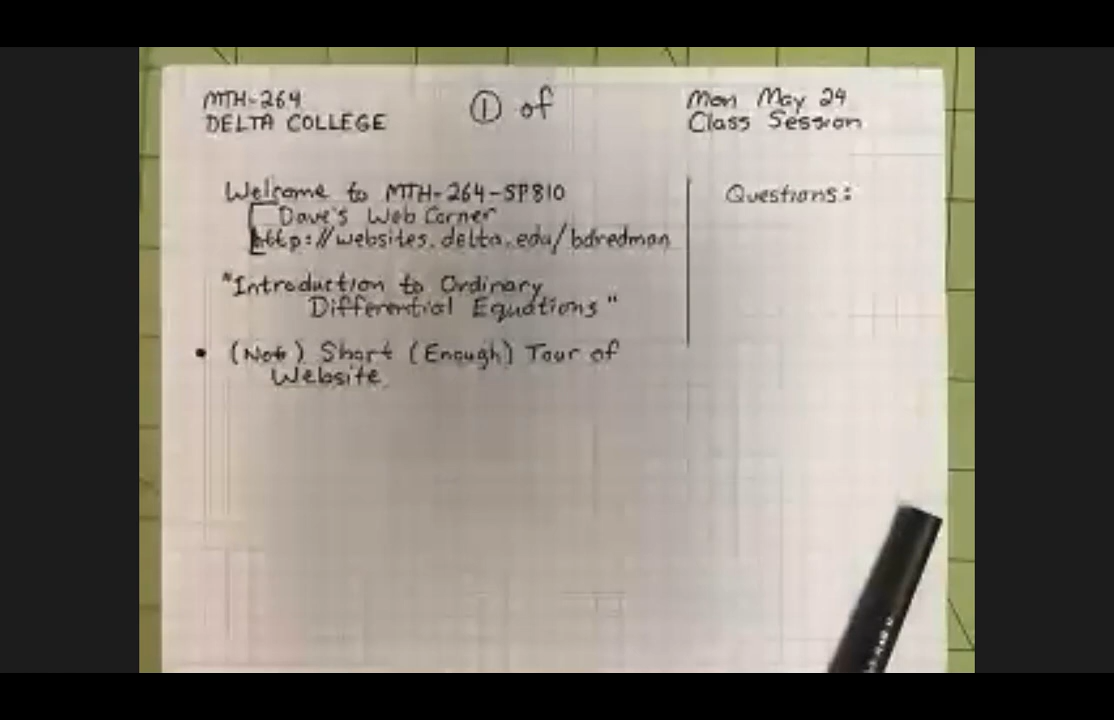 MTH-264
DELTA COLLEGE
① of
Mon May 24
Class Session
Welcome to MTH-264-SP810
Dave's Web Corner
http://websites.delta.edu/bdredman
"Introduction to Ordinary
Differential Equations"
• (Not) Short (Enough) Tour of
Website
Questions: